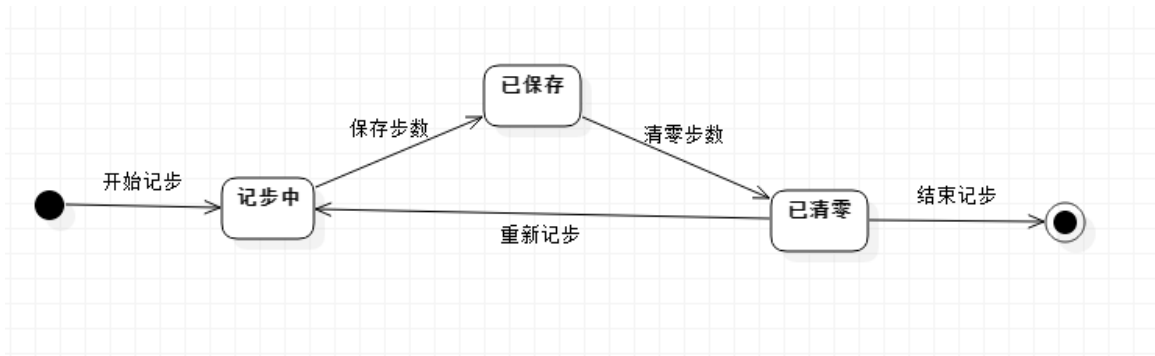 已保存
保存步数
清零步数
开始记步
记步中
重新记步
已清零
结束记步